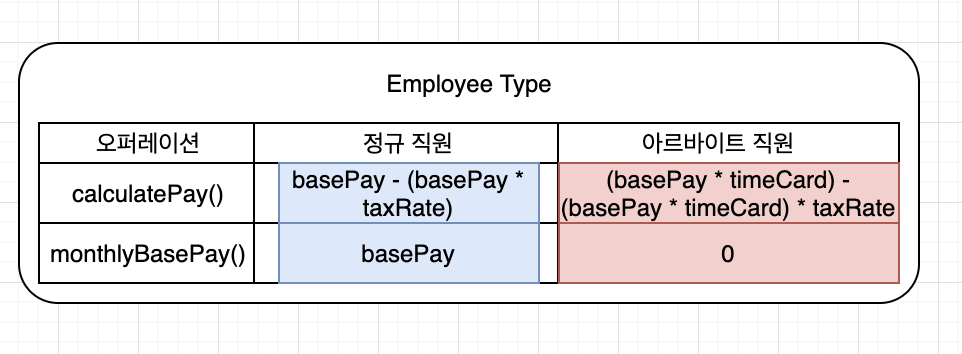 Employee Type
오퍼레이션 정규 직원 아르바이트 직원
calculatePay() basePay - (basePay * taxRate) (basePay * timeCard) - (basePay * timeCard) * taxRate
monthlyBasePay() basePay 0